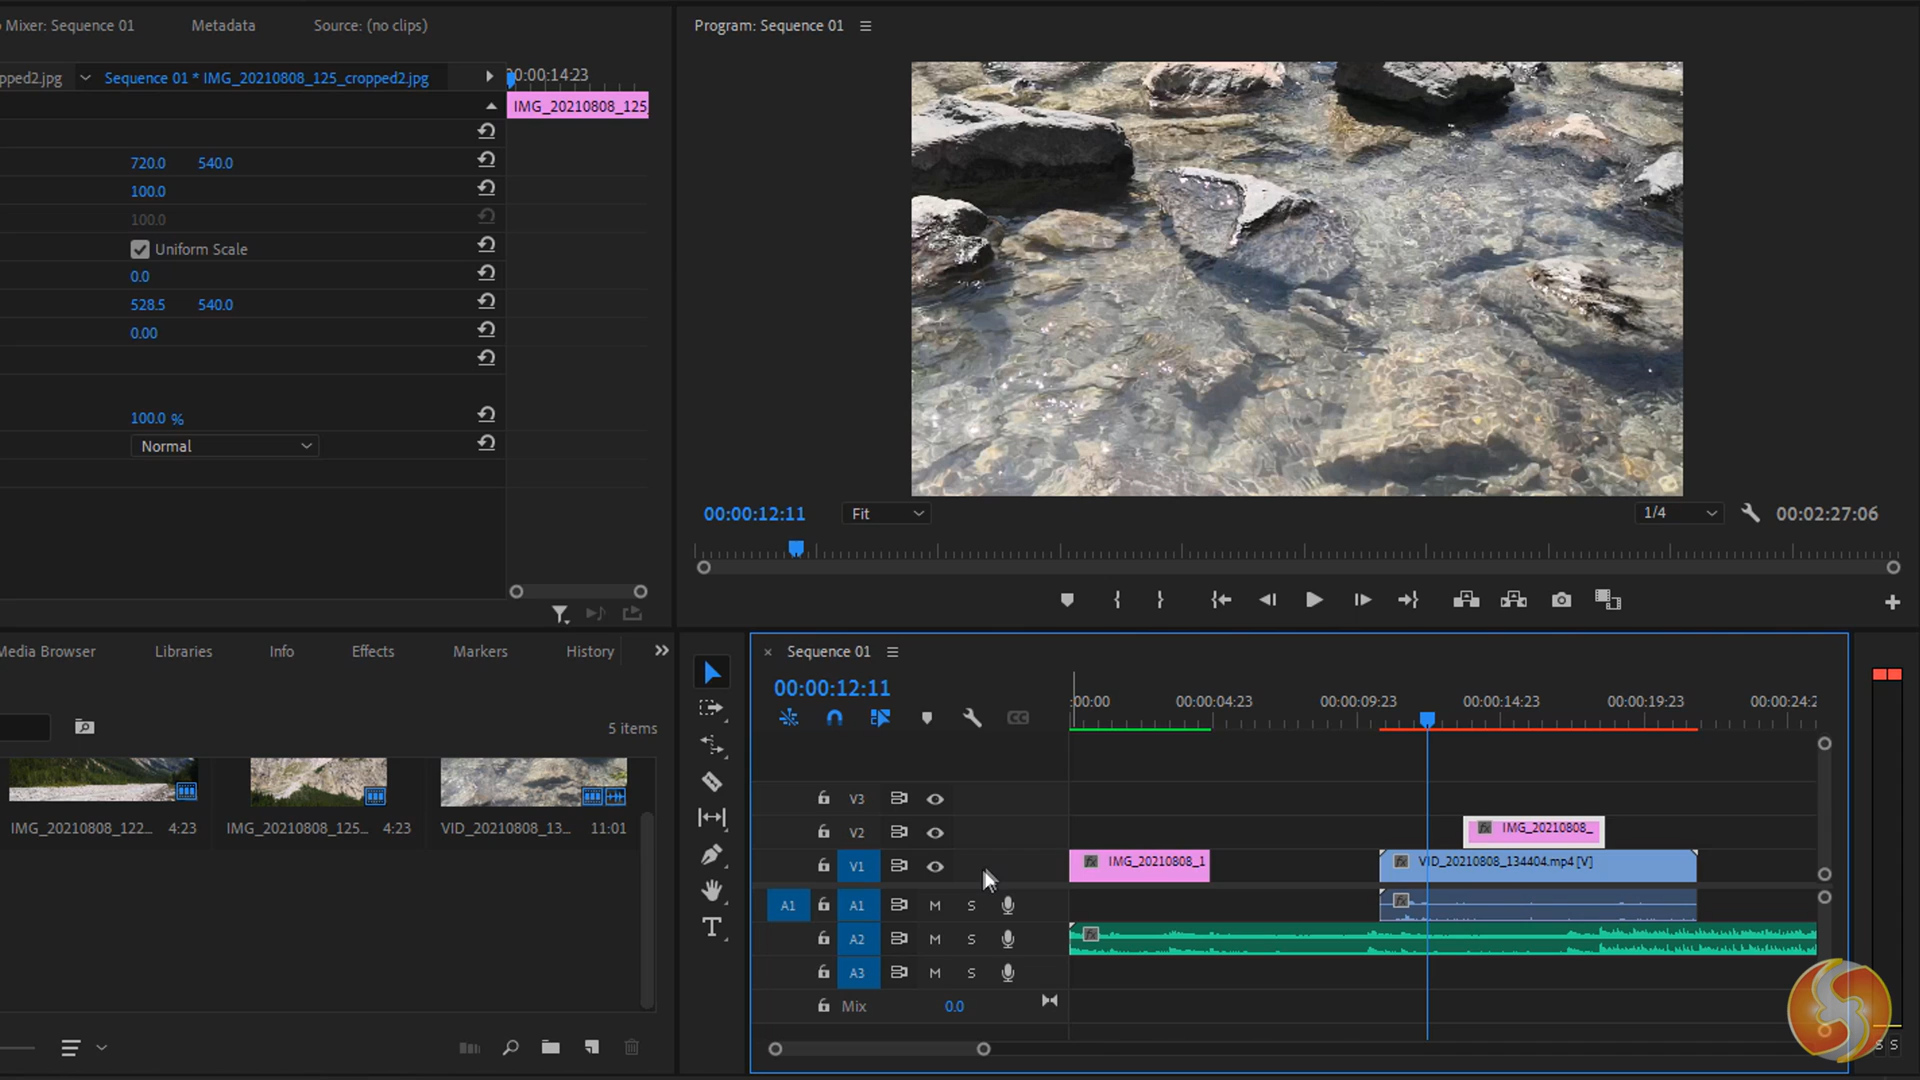 o Mixer: Sequence 01 Metadata Source: (no clips)
pped2.jpg Sequence 01 * IMG_20210808_125_cropped2.jpg 00:00:14:23
IMG_20210808_125
720.0 540.0
100.0
100.0
Uniform Scale
0.0
528.5 540.0
0.00
100.0 %
Normal
Program: Sequence 01
00:00:12:11 Fit 1/4 00:02:27:06
Media Browser Libraries Info Effects Markers History
5 items
IMG_20210808_122... 4:23 IMG_20210808_125... 4:23 VID_20210808_13... 11:01
T
× Sequence 01
00:00:12:11
:00:00 00:00:04:23 00:00:09:23 00:00:14:23 00:00:19:23 00:00:24:2
CC
V3
V2 IMG_20210808_
V1 IMG_20210808_1 VID_20210808_134404.mp4 [V]
A1 A1 M S
A2 M S
A3 M S
Mix 0.0
S S